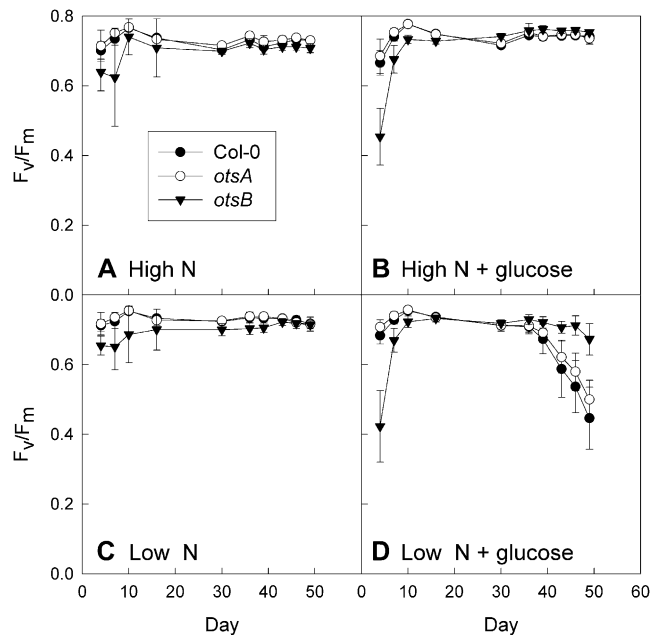 0.8
0.6
0.4
0.2
0.0
Fv/Fm
Col-0
otsA
otsB
A High N
B High N + glucose
0.6
0.4
0.2
0.0
Fv/Fm
C Low N
D Low N + glucose
0 10 20 30 40 50 0 10 20 30 40 50 60
Day
Day